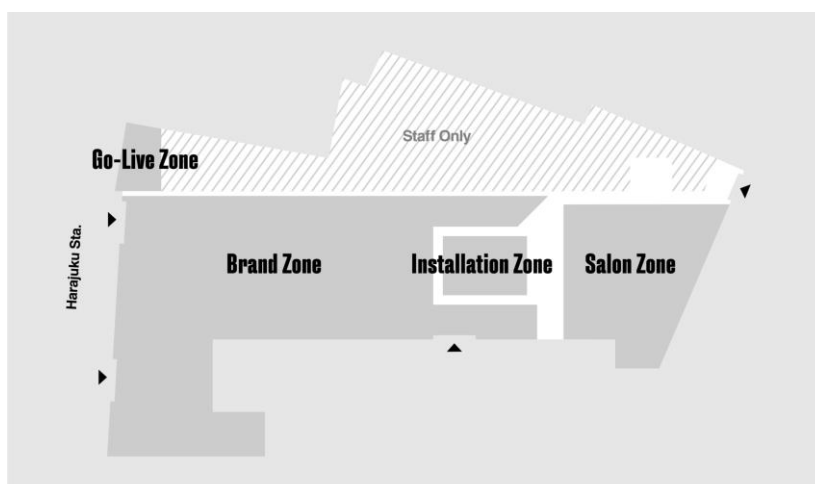 Staff Only
Go-Live Zone
Harajuku Sta.
Brand Zone
Installation Zone
Salon Zone